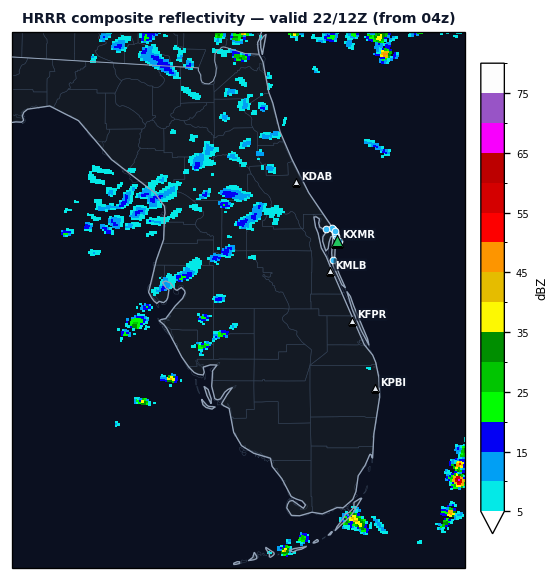 HRRR composite reflectivity — valid 22/12Z (from 04z)
KDAB
KXMR
KMLB
KFPR
KPBI
75
65
55
45
35
25
15
5
dBZ